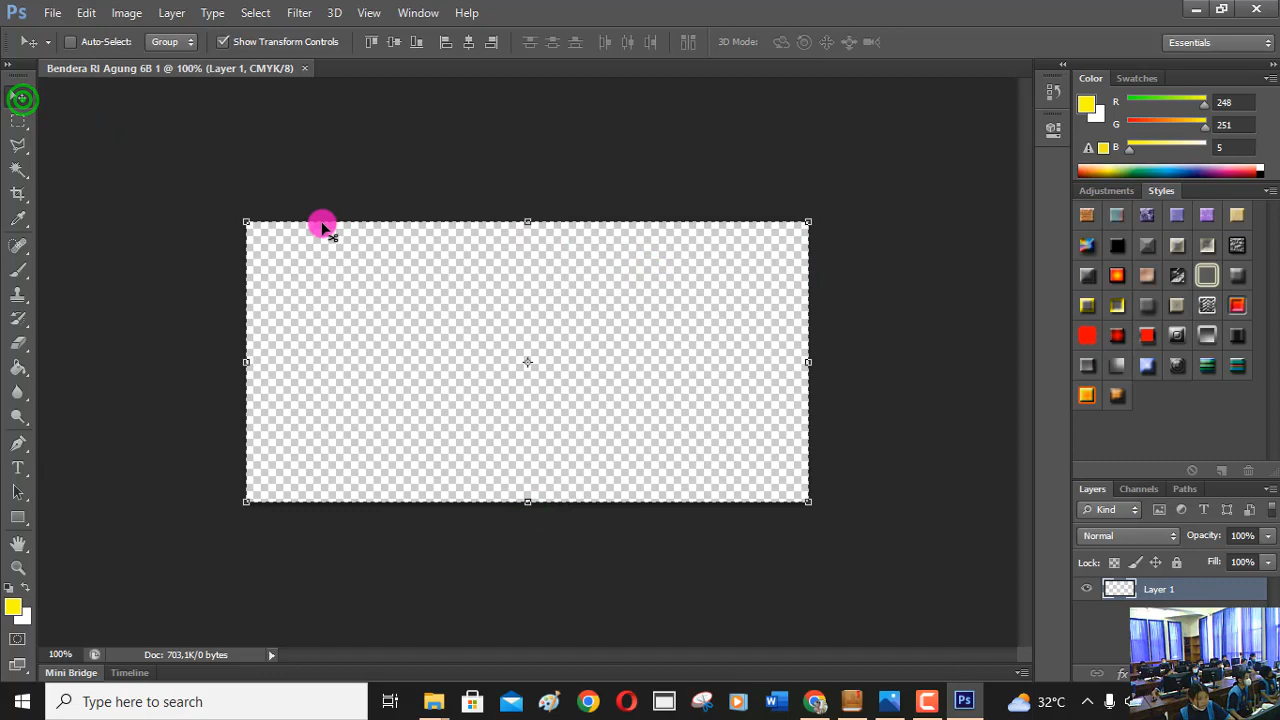 Ps File Edit Image Layer Type Select Filter 3D View Window Help
Auto-Select: Group Show Transform Controls 3D Mode: Essentials
Bendera RI Agung 6B 1 @ 100% (Layer 1, CMYK/8) ×
Color Swatches
R 248
G 251
B 5
Adjustments Styles
Layers Channels Paths
Kind
Normal Opacity: 100%
Lock: Fill: 100%
Layer 1
fx
100% Doc: 703,1K/0 bytes
Mini Bridge Timeline
Type here to search
32°C